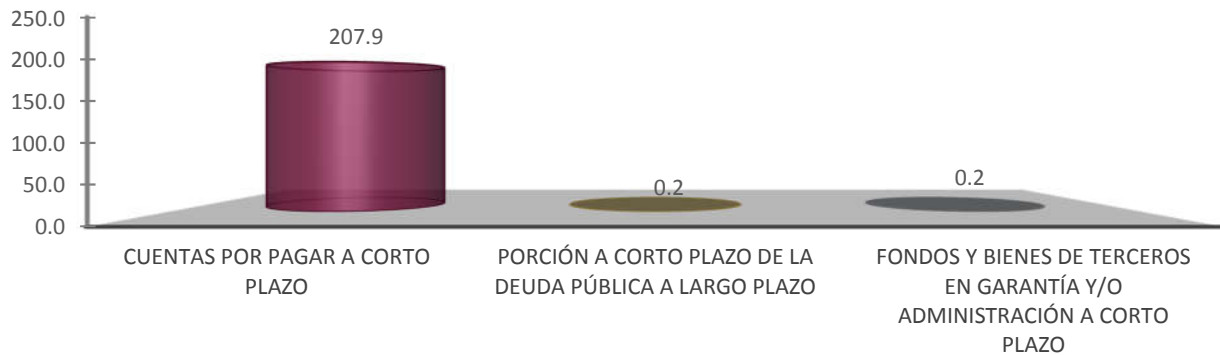 250.0
200.0
150.0
100.0
50.0
0.0
207.9
0.2
0.2
CUENTAS POR PAGAR A CORTO
PLAZO
PORCIÓN A CORTO PLAZO DE LA
DEUDA PÚBLICA A LARGO PLAZO
FONDOS Y BIENES DE TERCEROS
EN GARANTÍA Y/O
ADMINISTRACIÓN A CORTO
PLAZO